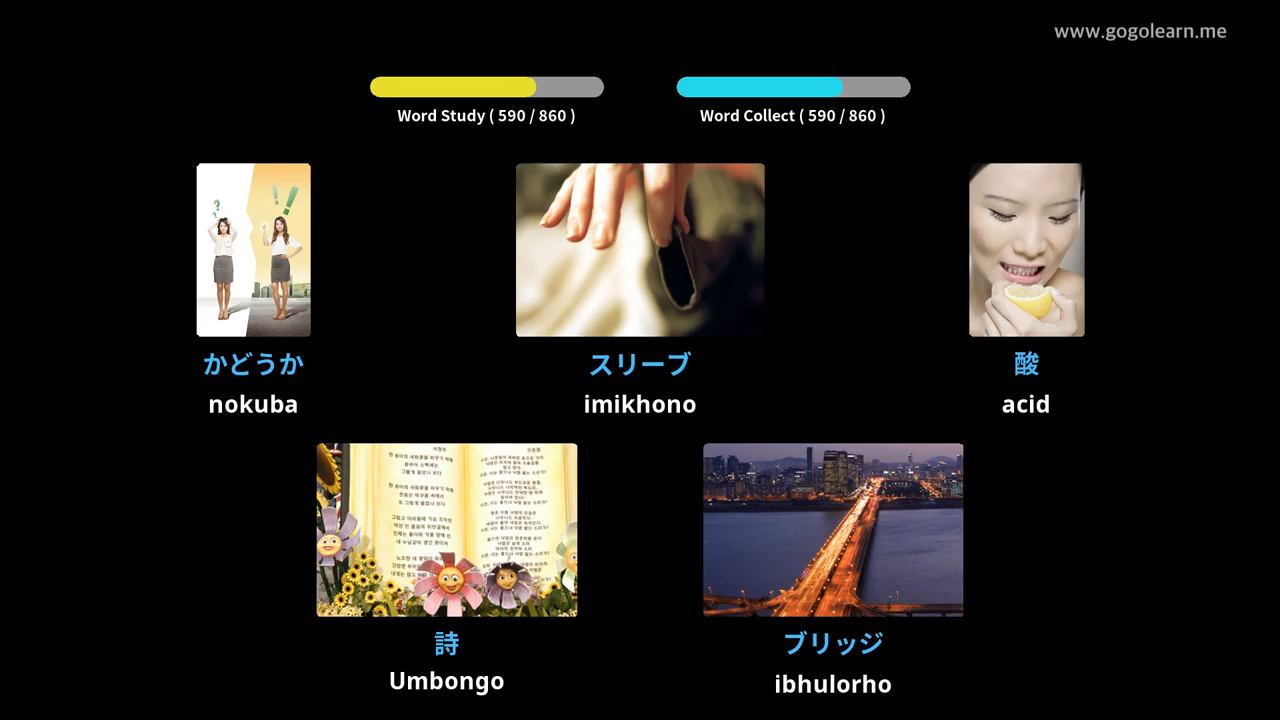 www.gogolearn.me
Word Study ( 590 / 860 )
Word Collect ( 590 / 860 )
かどうか
nokuba
スリーブ
imikhono
酸
acid
詩
Umbongo
ブリッジ
ibhulorho